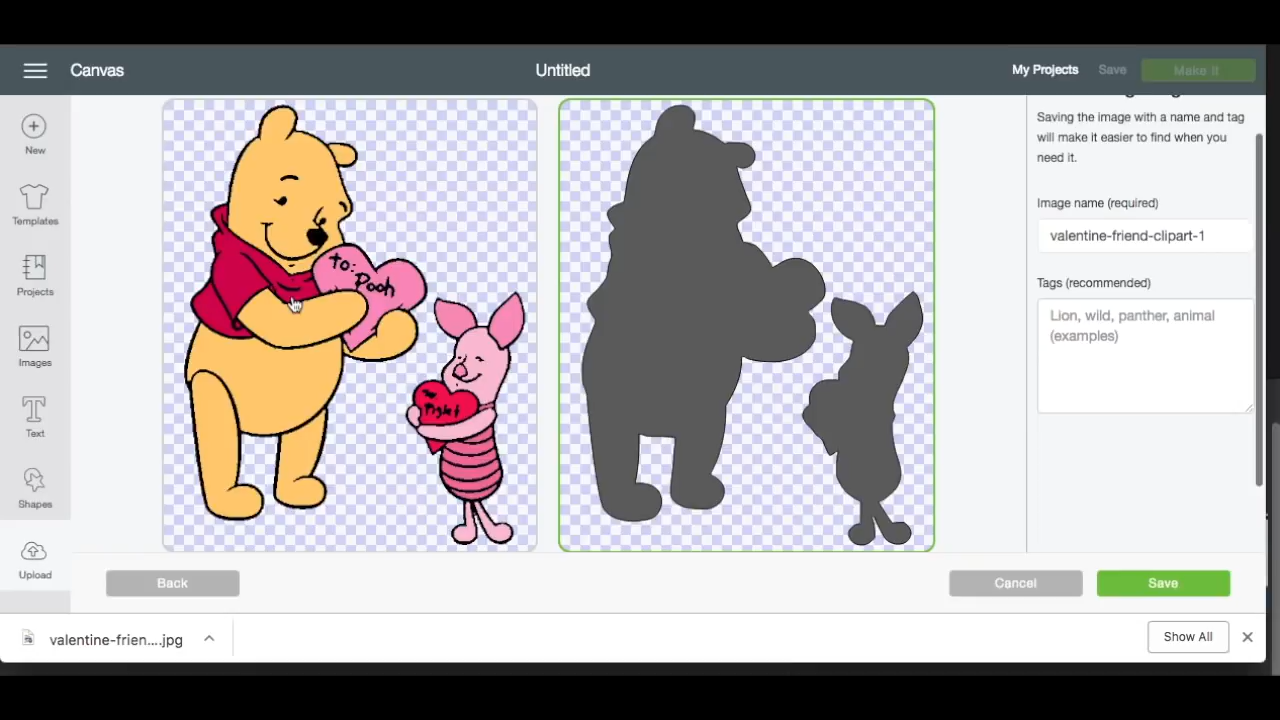 Canvas
Untitled
My Projects
Save
Make It
New
Templates
Projects
Images
Text
Shapes
Upload
to:
Pooh
Saving the image with a name and tag
will make it easier to find when you
need it.
Image name (required)
valentine-friend-clipart-1
Tags (recommended)
Lion, wild, panther, animal
(examples)
Back
Cancel
Save
valentine-frien....jpg
Show All